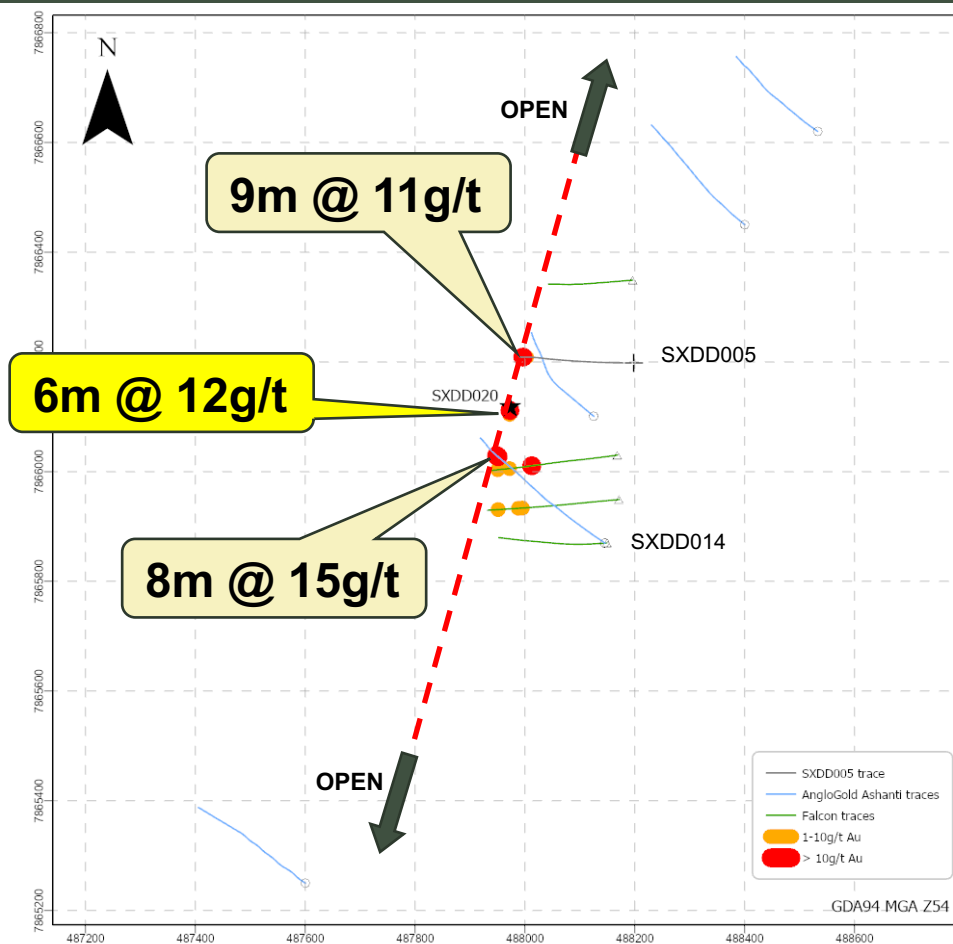 N
OPEN
9m @ 11g/t
SXDD005
6m @ 12g/t
SXDD020
8m @ 15g/t
SXDD014
OPEN
7866800
7866600
7866400
7866000
7865800
7865600
7865400
7865200
SXDD005 trace
AngloGold Ashanti traces
Falcon traces
1-10g/t Au
> 10g/t Au
GDA94 MGA Z54
487200 487400 487600 487800 488000 488200 488400 488600